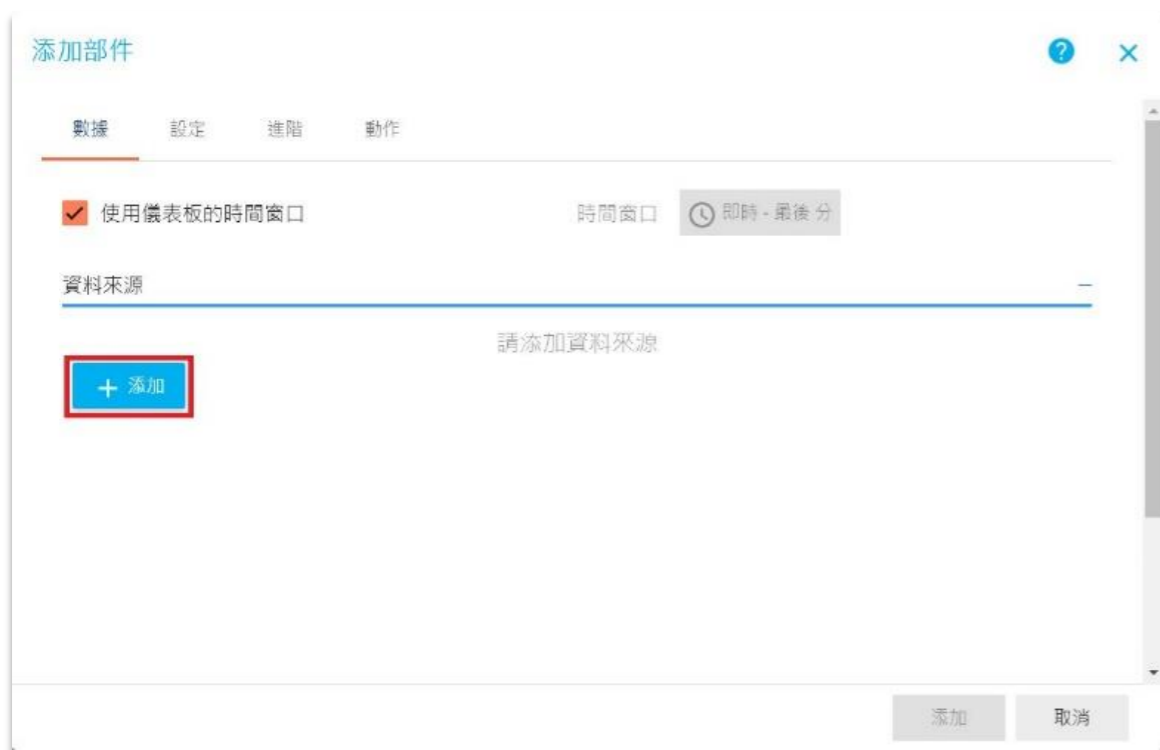 添加部件
數據 設定 進階 動作
使用儀表板的時間窗口 時間窗口 即時 - 最後 分
資料來源
請添加資料來源
+ 添加
添加 取消